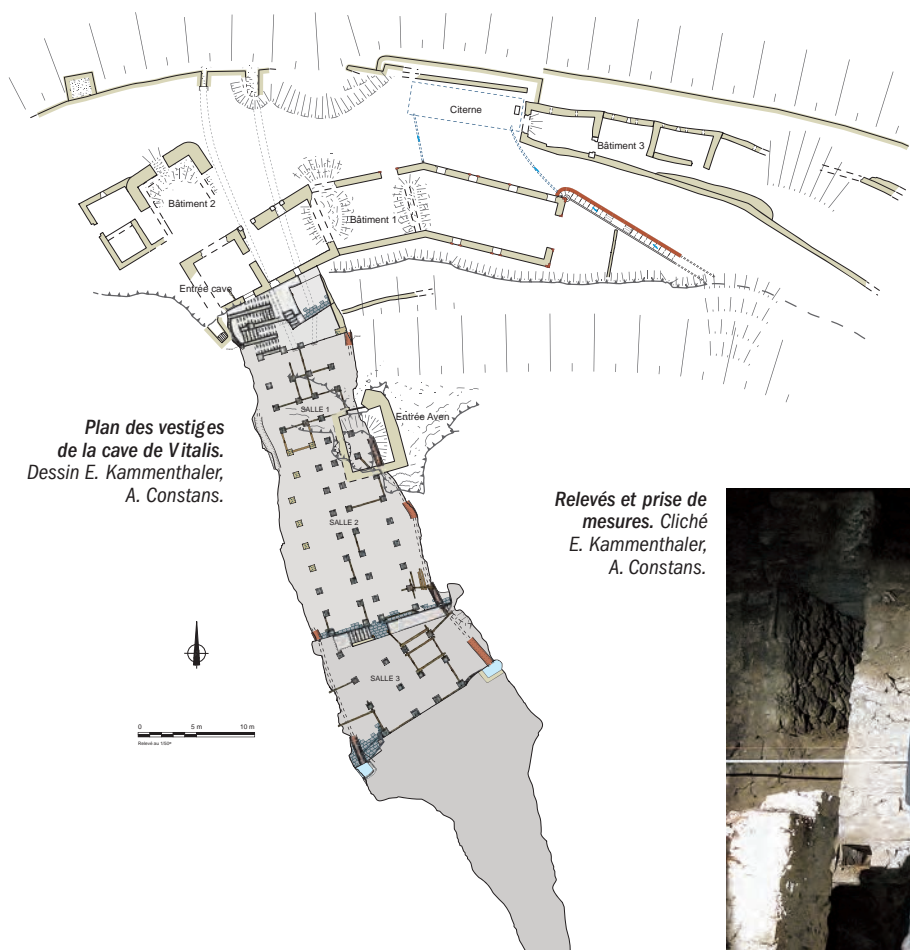 Citerne
Bâtiment 3
Bâtiment 2
Bâtiment 1
Entrée cave
SALLE 1
Entrée Aven
Plan des vestiges
de la cave de Vitalis.
Dessin E. Kammenthaler,
A. Constans.
SALLE 2
Relevés et prise de
mesures. Cliché
E. Kammenthaler,
A. Constans.
SALLE 3
0 5 m 10 m
Relevé au 1/50e